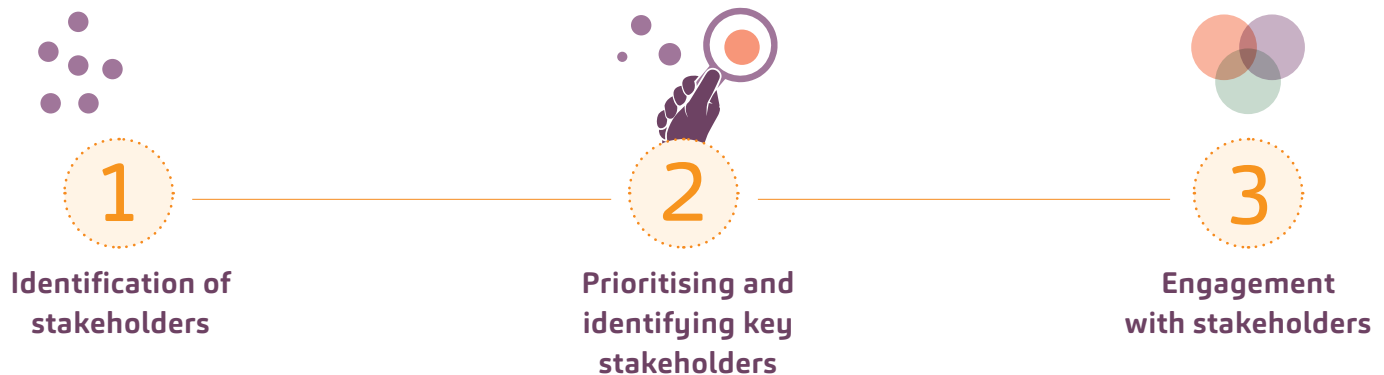 1
Identification of
stakeholders
2
Prioritising and
identifying key
stakeholders
3
Engagement
with stakeholders